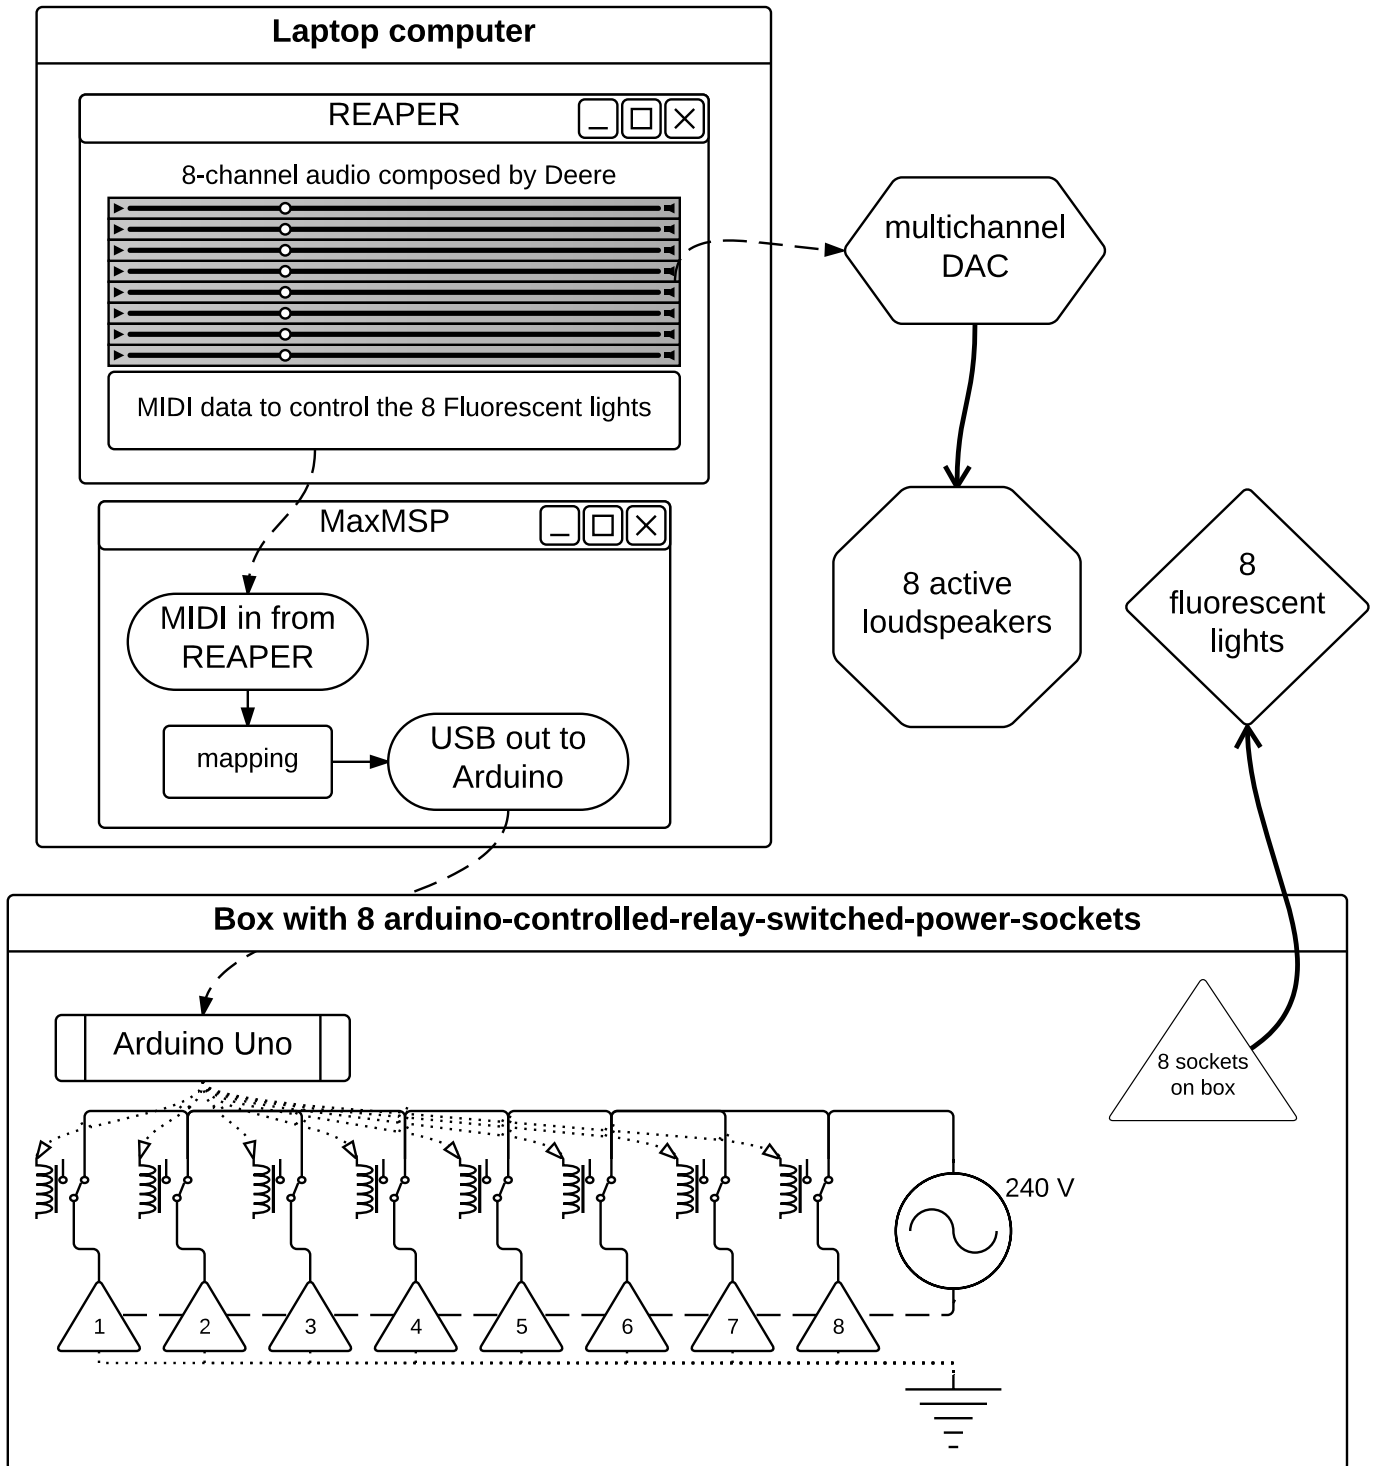 Laptop computer
REAPER
8-channel audio composed by Deere
MIDI data to control the 8 Fluorescent lights
multichannel
DAC
MaxMSP
MIDI in from
REAPER
mapping
USB out to
Arduino
8 active
loudspeakers
8
fluorescent
lights
Box with 8 arduino-controlled-relay-switched-power-sockets
Arduino Uno
8 sockets
on box
240 V
1
2
3
4
5
6
7
8